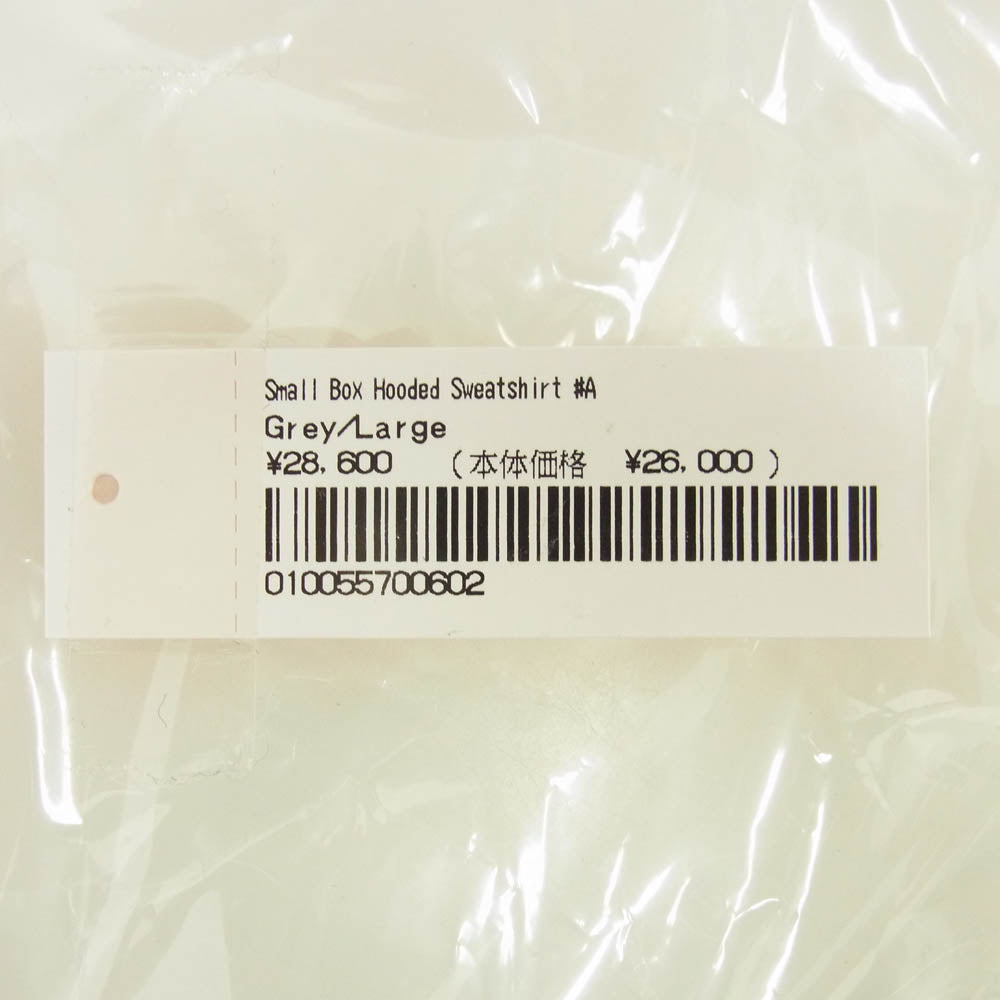 Small Box Hooded Sweatshirt #A
Grey/Large
¥28,600 (本体価格 ¥26,000 )
010055700602